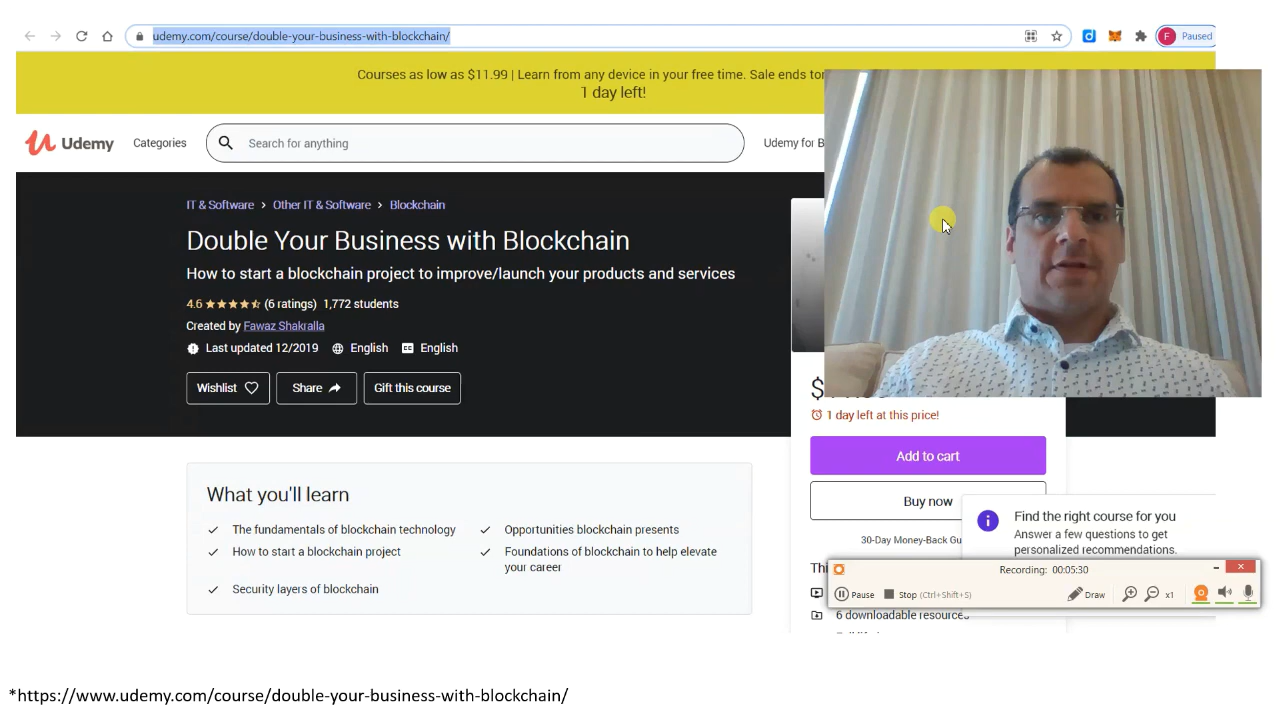 udemy.com/course/double-your-business-with-blockchain/
F Paused
Courses as low as $11.99 | Learn from any device in your free time. Sale ends
1 day left!
Udemy
Categories
Search for anything
Udemy for
IT & Software > Other IT & Software > Blockchain
Double Your Business with Blockchain
How to start a blockchain project to improve/launch your products and services
4.6 (6 ratings) 1,772 students
Created by Fawaz Shakralla
Last updated 12/2019 English English
Wishlist
Share
Gift this course
$
1 day left at this price!
Add to cart
Buy now
30-Day Money-Back
What you'll learn
The fundamentals of blockchain technology
How to start a blockchain project
Security layers of blockchain
Opportunities blockchain presents
Foundations of blockchain to help elevate
your career
Find the right course for you
Answer a few questions to get
personalized recommendations.
Recording: 00:05:30
Pause Stop (Ctrl+Shift+S) Draw x1
6 downloadable resources
*https://www.udemy.com/course/double-your-business-with-blockchain/